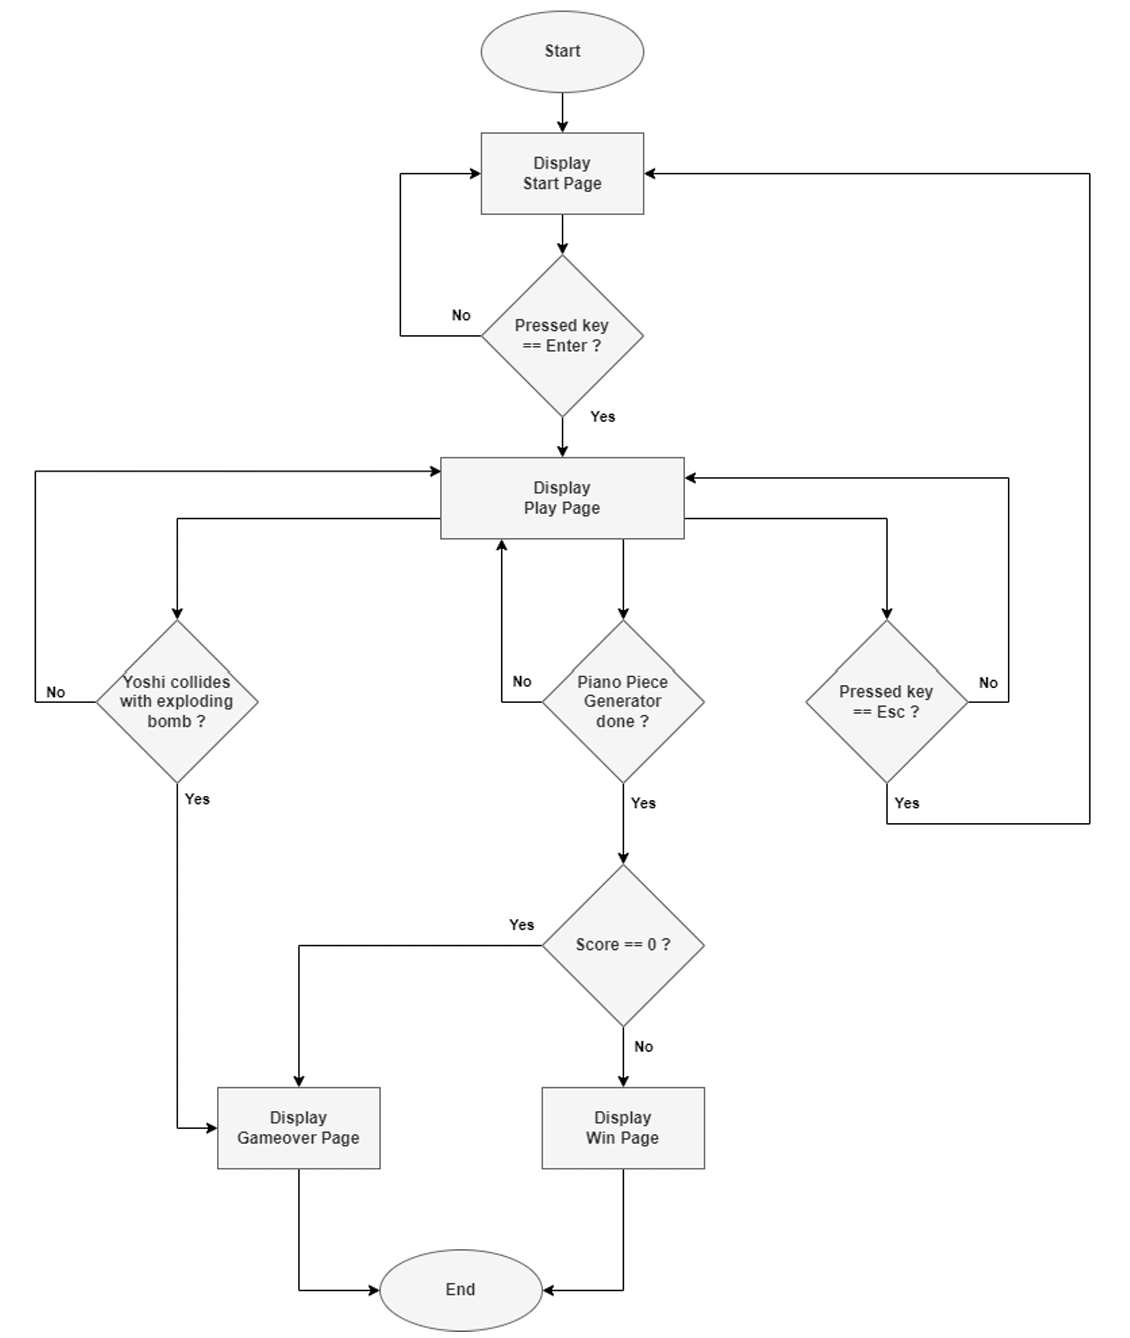 Start
Display
Start Page
No
Pressed key
== Enter ?
Yes
Display
Play Page
No
Yoshi collides
with exploding
bomb ?
Yes
No
Piano Piece
Generator
done ?
Yes
Pressed key
== Esc ?
No
Yes
Yes
Score == 0 ?
No
Display
Gameover Page
Display
Win Page
End